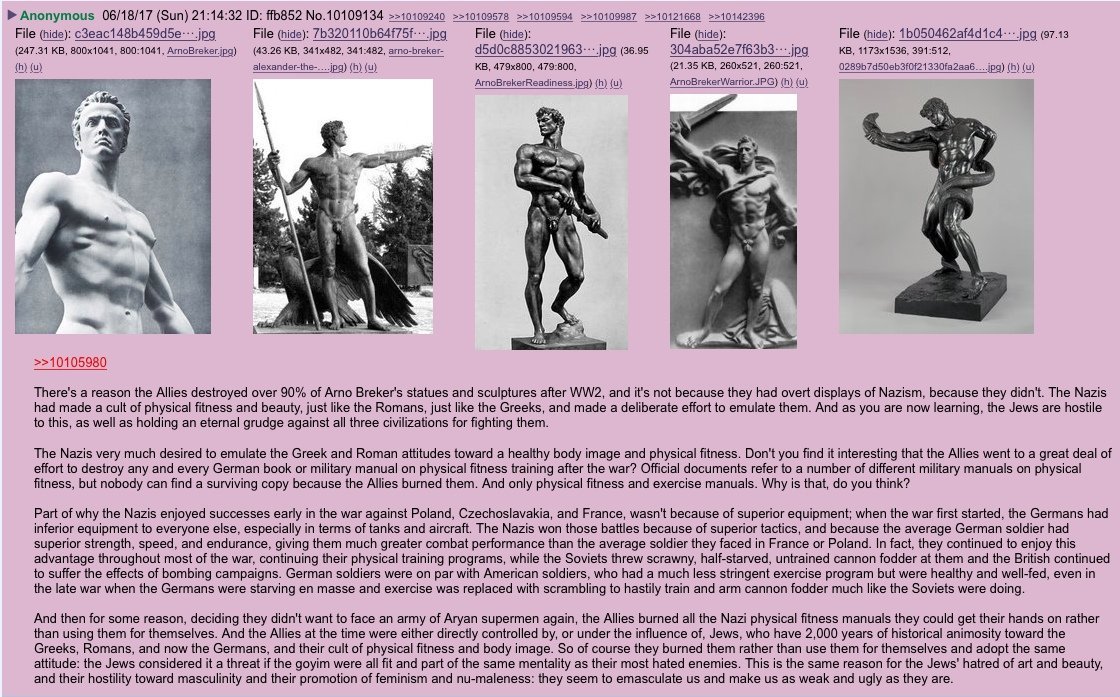 Anonymous 06/18/17 (Sun) 21:14:32 ID: ffb852 No.10109134 >>10109240 >>10109578 >>10109594 >>10109987 >>10121668 >>10142396
File (hide): c3eac148b459d5e⋯.jpg
(247.31 KB, 800x1041, 800:1041, ArnoBreker.jpg)
(h) (u)
File (hide): 7b320110b64f75f⋯.jpg
(43.26 KB, 341x482, 341:482, arno-breker-
alexander-the-….jpg) (h) (u)
File (hide):
d5d0c8853021963⋯.jpg (36.95
KB, 479x800, 479:800,
ArnoBrekerReadiness.jpg) (h) (u)
File (hide):
304aba52e7f63b3⋯.jpg
(21.35 KB, 260x521, 260:521,
ArnoBrekerWarrior.JPG) (h) (u)
File (hide): 1b050462af4d1c4⋯.jpg (97.13
KB, 1173x1536, 391:512,
0289b7d50eb3f0f21330fa2aa6….jpg) (h) (u)
>>10105980
There's a reason the Allies destroyed over 90% of Arno Breker's statues and sculptures after WW2, and it's not because they had overt displays of Nazism, because they didn't. The Nazis
had made a cult of physical fitness and beauty, just like the Romans, just like the Greeks, and made a deliberate effort to emulate them. And as you are now learning, the Jews are hostile
to this, as well as holding an eternal grudge against all three civilizations for fighting them.
The Nazis very much desired to emulate the Greek and Roman attitudes toward a healthy body image and physical fitness. Don't you find it interesting that the Allies went to a great deal of
effort to destroy any and every German book or military manual on physical fitness training after the war? Official documents refer to a number of different military manuals on physical
fitness, but nobody can find a surviving copy because the Allies burned them. And only physical fitness and exercise manuals. Why is that, do you think?
Part of why the Nazis enjoyed successes early in the war against Poland, Czechoslavakia, and France, wasn't because of superior equipment; when the war first started, the Germans had
inferior equipment to everyone else, especially in terms of tanks and aircraft. The Nazis won those battles because of superior tactics, and because the average German soldier had
superior strength, speed, and endurance, giving them much greater combat performance than the average soldier they faced in France or Poland. In fact, they continued to enjoy this
advantage throughout most of the war, continuing their physical training programs, while the Soviets threw scrawny, half-starved, untrained cannon fodder at them and the British continued
to suffer the effects of bombing campaigns. German soldiers were on par with American soldiers, who had a much less stringent exercise program but were healthy and well-fed, even in
the late war when the Germans were starving en masse and exercise was replaced with scrambling to hastily train and arm cannon fodder much like the Soviets were doing.
And then for some reason, deciding they didn't want to face an army of Aryan supermen again, the Allies burned all the Nazi physical fitness manuals they could get their hands on rather
than using them for themselves. And the Allies at the time were either directly controlled by, or under the influence of, Jews, who have 2,000 years of historical animosity toward the
Greeks, Romans, and now the Germans, and their cult of physical fitness and body image. So of course they burned them rather than use them for themselves and adopt the same
attitude: the Jews considered it a threat if the goyim were all fit and part of the same mentality as their most hated enemies. This is the same reason for the Jews' hatred of art and beauty,
and their hostility toward masculinity and their promotion of feminism and nu-maleness: they seem to emasculate us and make us as weak and ugly as they are.